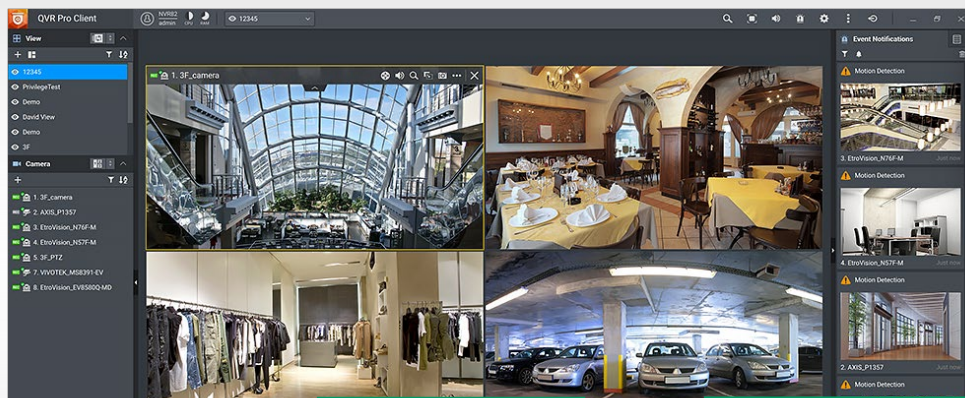 QVR Pro Client
NVR82
admin
CPU
RAM
12345
View
12345
PrivilegeTest
Demo
David View
Demo
3F
Camera
1. 3F_camera
2. AXIS_P1357
3. EtroVision_N76F-M
4. EtroVision_N57F-M
5. 3F_PTZ
7. VIVOTEK_MS8391-EV
8. EtroVision_EV8580Q-MD
1. 3F_camera
Event Notifications
Motion Detection
3. EtroVision_N76F-M
Just now
Motion Detection
4. EtroVision_N57F-M
Just now
Motion Detection
2. AXIS_P1357
Just now
Motion Detection